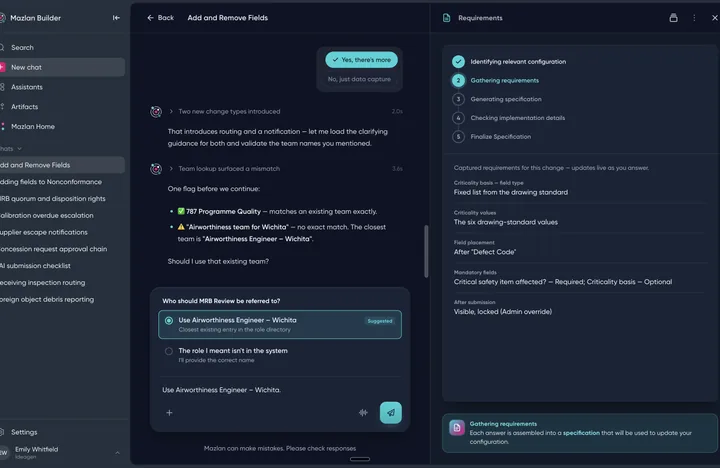 Mazlan Builder
Search
New chat
Assistants
Artifacts
Mazlan Home
hats
dd and Remove Fields
dding fields to Nonconformance
RB quorum and disposition rights
alibration overdue escalation
upplier escape notifications
oncession request approval chain
AI submission checklist
eceiving inspection routing
oreign object debris reporting
Settings
EW
Emily Whitfield
Ideagen
Back
Add and Remove Fields
Yes, there's more
No, just data capture
Two new change types introduced
2.0s
That introduces routing and a notification — let me load the clarifying
guidance for both and validate the team names you mentioned.
Team lookup surfaced a mismatch
3.6s
One flag before we continue:
• ✅ 787 Programme Quality — matches an existing team exactly.
• ⚠️ "Airworthiness team for Wichita" — no exact match. The closest
team is "Airworthiness Engineer – Wichita".
Should I use that existing team?
Who should MRB Review be referred to?
Use Airworthiness Engineer – Wichita
Suggested
Closest existing entry in the role directory
The role I meant isn't in the system
I'll provide the correct name
Use Airworthiness Engineer – Wichita.
Mazlan can make mistakes. Please check responses
Requirements
Identifying relevant configuration
2 Gathering requirements
3 Generating specification
4 Checking implementation details
5 Finalize Specification
Captured requirements for this change — updates live as you answer.
Criticality basis — field type
Fixed list from the drawing standard
Criticality values
The six drawing-standard values
Field placement
After "Defect Code"
Mandatory fields
Critical safety item affected? — Required; Criticality basis — Optional
After submission
Visible, locked (Admin override)
Gathering requirements
Each answer is assembled into a specification that will be used to update your
configuration.